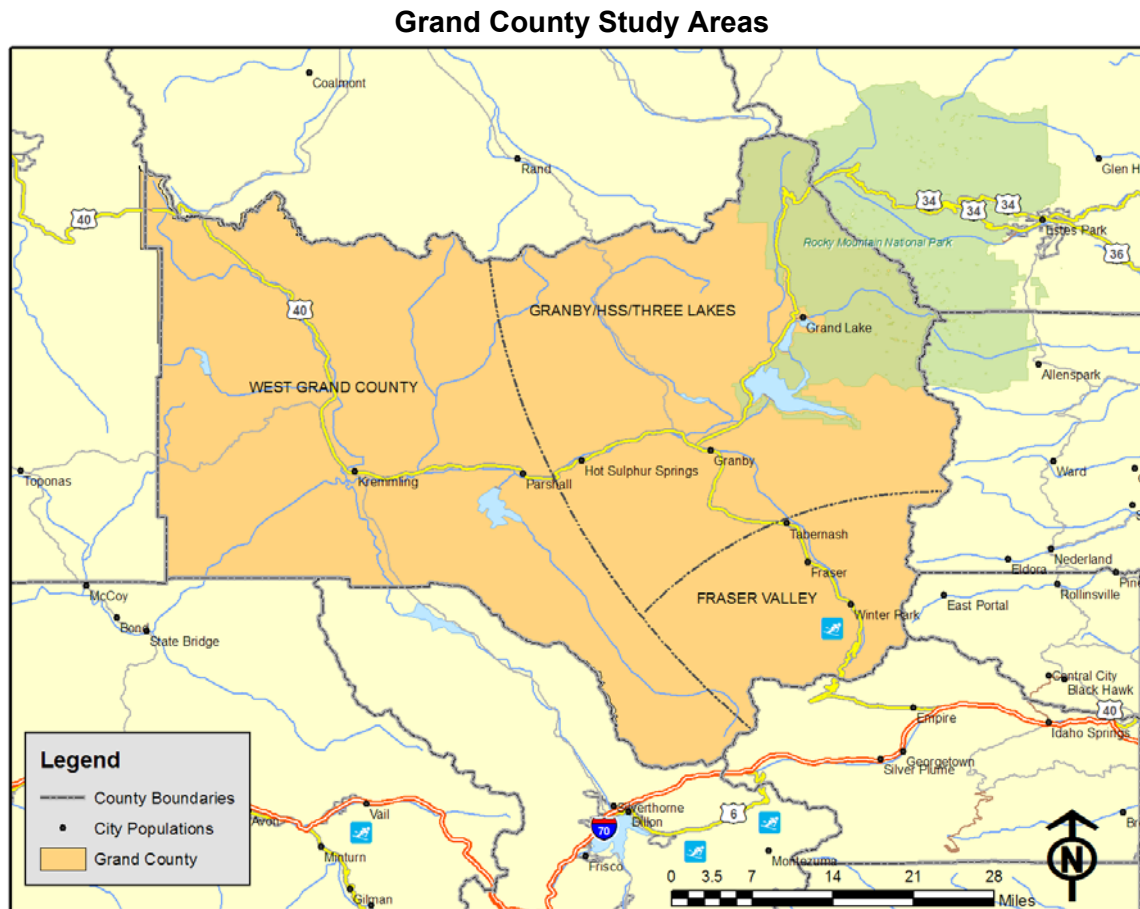 Grand County Study Areas
Coalmont
Rand
Glen H
40
34
34
34
Estes Park
36
Rocky Mountain National Park
40
GRANBY/HSS/THREE LAKES
Grand Lake
Allenspark
WEST GRAND COUNTY
Toponas
Kremmling
Parshall
Hot Sulphur Springs
Granby
Ward
Tabernash
Fraser
Eldora
Nederland
McCoy
Bond
State Bridge
FRASER VALLEY
Winter Park
East Portal
Rollinsville
Pine
Central City
Black Hawk
40
Idaho Springs
Empire
Georgetown
Silver Plume
Legend
County Boundaries
City Populations
Grand County
Avon
Vail
Minturn
Gilman
Silverthorne
Dillon
6
70
Frisco
Montezuma
Br
N
0 3.5 7 14 21 28
Miles